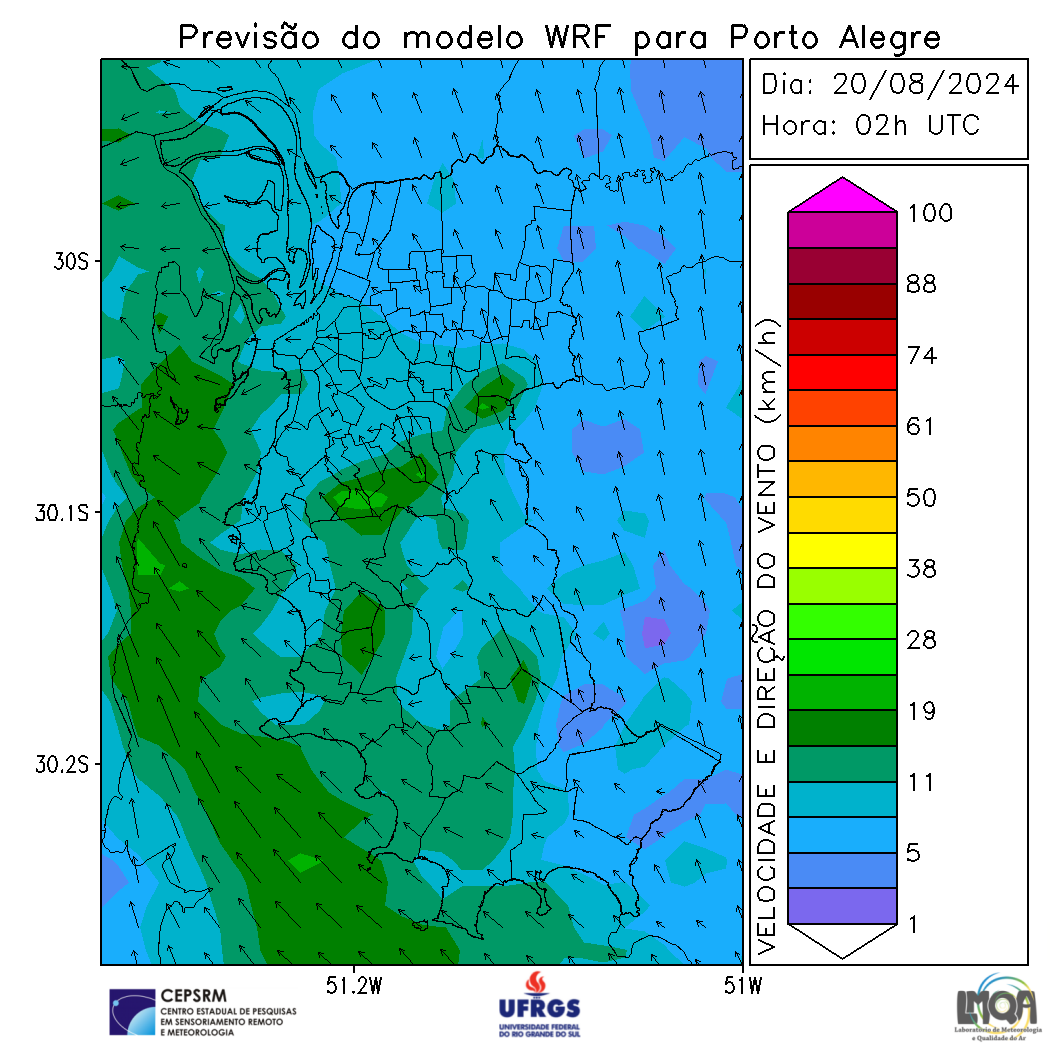 Previsão do modelo WRF para Porto Alegre
Dia: 20/08/2024
Hora: 02h UTC
30S
30.1S
30.2S
51.2W
51W
VELOCIDADE E DIREÇÃO DO VENTO (km/h)
100
88
74
61
50
38
28
19
11
5
1
CEPSRM
CENTRO ESTADUAL DE PESQUISAS
EM SENSORIAMENTO REMOTO
E METEOROLOGIA
UFRGS
UNIVERSIDADE FEDERAL
DO RIO GRANDE DO SUL
LMQA
Laboratório de Meteorologia
e Qualidade do Ar